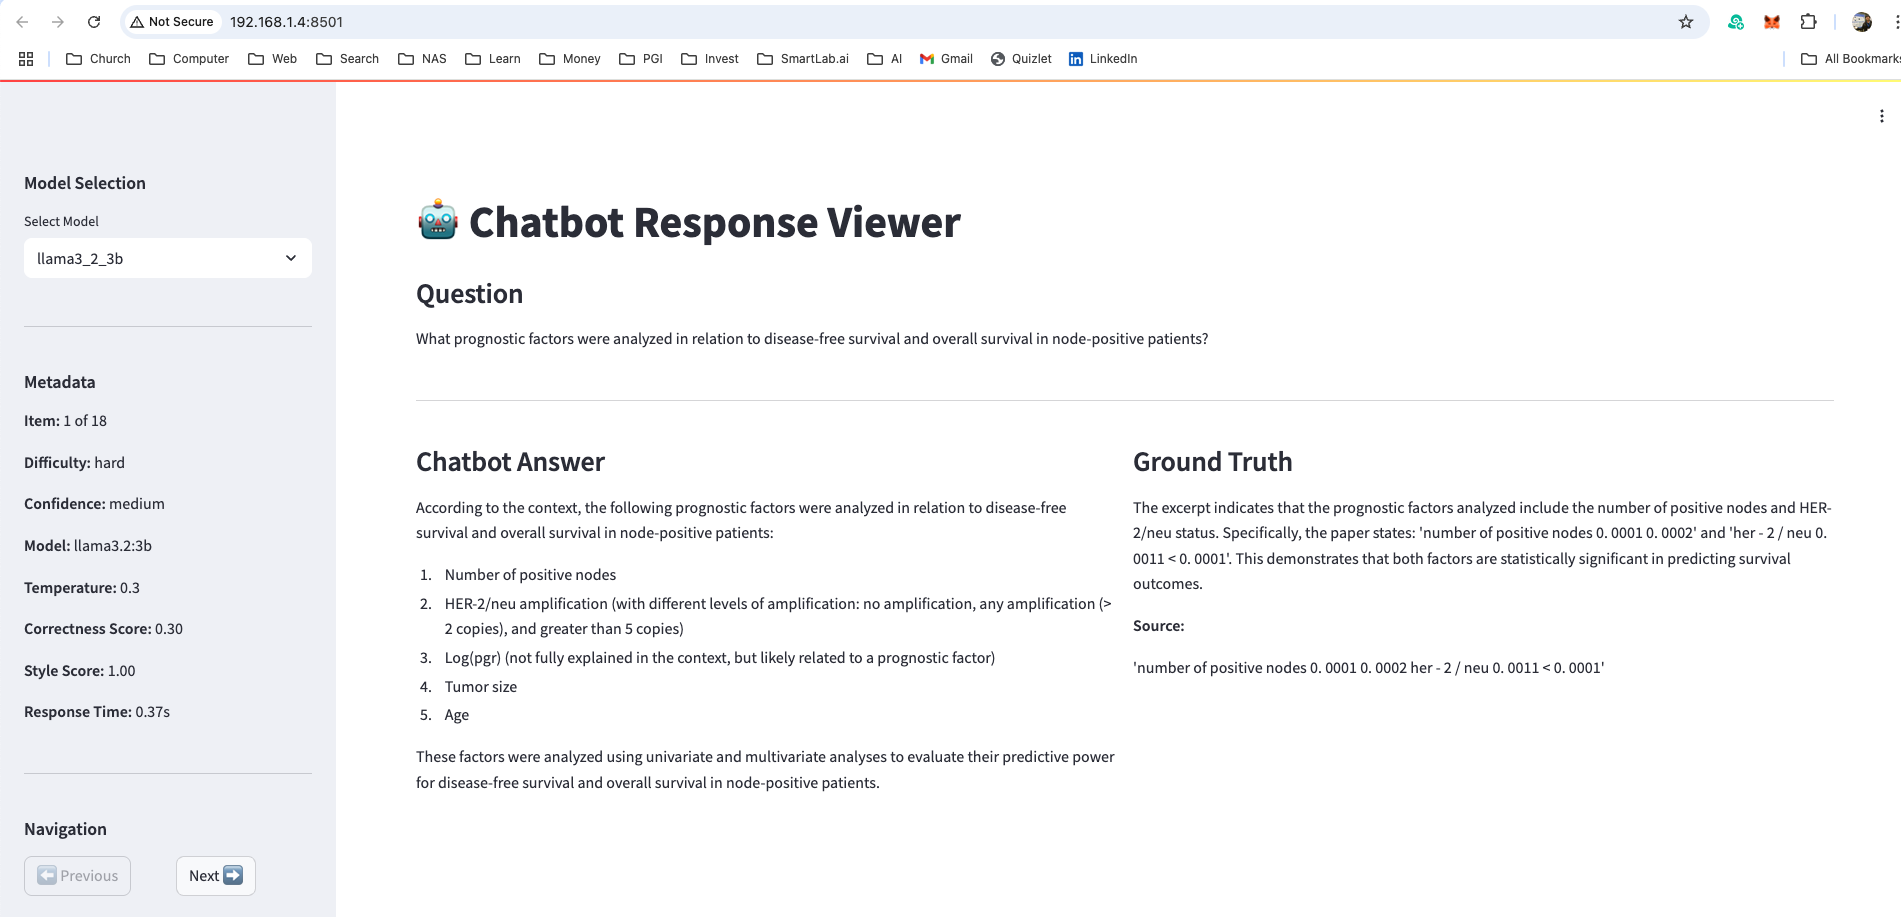 Not Secure 192.168.1.4:8501
Church Computer Web Search NAS Learn Money PGI Invest SmartLab.ai AI Gmail Quizlet LinkedIn All Bookmarks
Model Selection
Select Model
llama3_2_3b
Metadata
Item: 1 of 18
Difficulty: hard
Confidence: medium
Model: llama3.2:3b
Temperature: 0.3
Correctness Score: 0.30
Style Score: 1.00
Response Time: 0.37s
Navigation
Previous Next
Chatbot Response Viewer
Question
What prognostic factors were analyzed in relation to disease-free survival and overall survival in node-positive patients?
Chatbot Answer
According to the context, the following prognostic factors were analyzed in relation to disease-free
survival and overall survival in node-positive patients:
1. Number of positive nodes
2. HER-2/neu amplification (with different levels of amplification: no amplification, any amplification (>
2 copies), and greater than 5 copies)
3. Log(pgr) (not fully explained in the context, but likely related to a prognostic factor)
4. Tumor size
5. Age
These factors were analyzed using univariate and multivariate analyses to evaluate their predictive power
for disease-free survival and overall survival in node-positive patients.
Ground Truth
The excerpt indicates that the prognostic factors analyzed include the number of positive nodes and HER-
2/neu status. Specifically, the paper states: 'number of positive nodes 0. 0001 0. 0002' and 'her - 2 / neu 0.
0011 < 0. 0001'. This demonstrates that both factors are statistically significant in predicting survival
outcomes.
Source:
'number of positive nodes 0. 0001 0. 0002 her - 2 / neu 0. 0011 < 0. 0001'